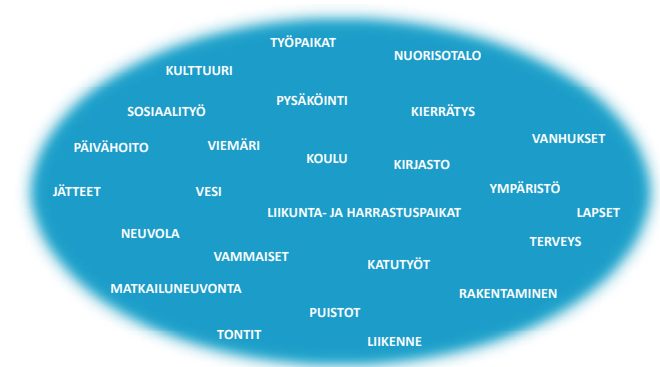 TYÖPAIKAT
NUORISOTALO
KULTTUURI
PYSÄKÖINTI
SOSIAALITYÖ
KIERRÄTYS
VANHUKSET
PÄIVÄHOITO
VIEMÄRI
KOULU
KIRJASTO
JÄTTEET
VESI
YMPÄRISTÖ
LIIKUNTA- JA HARRASTUSPAIKAT
LAPSET
NEUVOLA
TERVEYS
VAMMAISET
KATUTYÖT
MATKAILUNEUVONTA
RAKENTAMINEN
PUISTOT
TONTIT
LIIKENNE